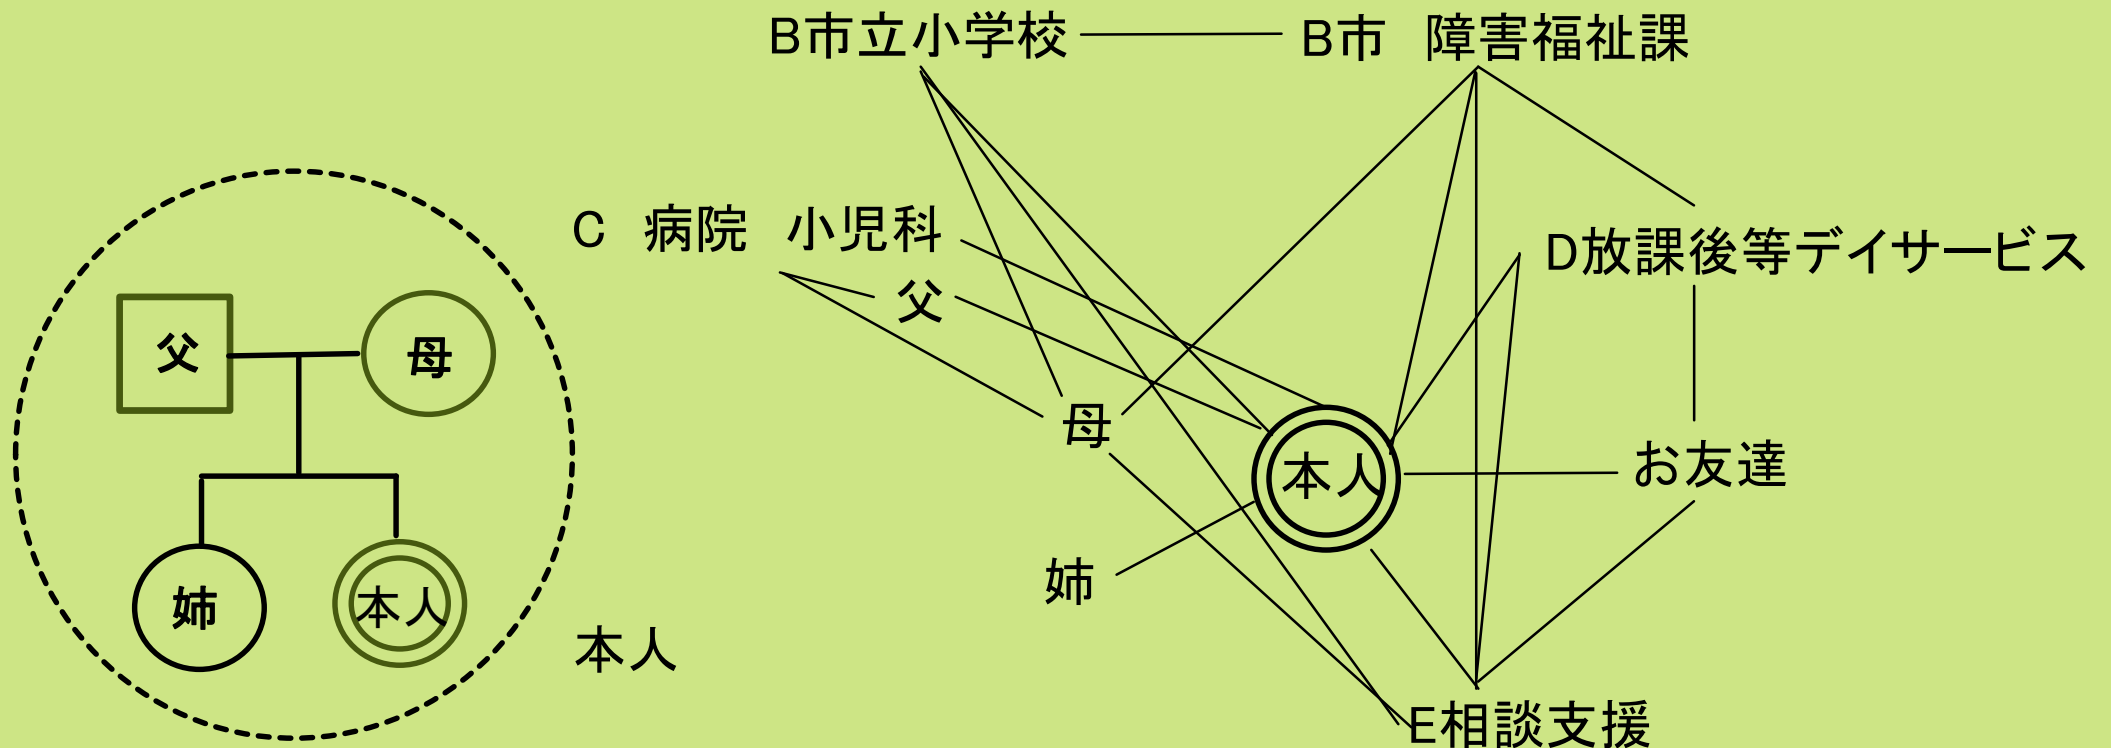 B市立小学校
B市 障害福祉課
C 病院 小児科
D放課後等デイサービス
父
父
母
母
お友達
本人
姉
姉
本人
本人
E相談支援